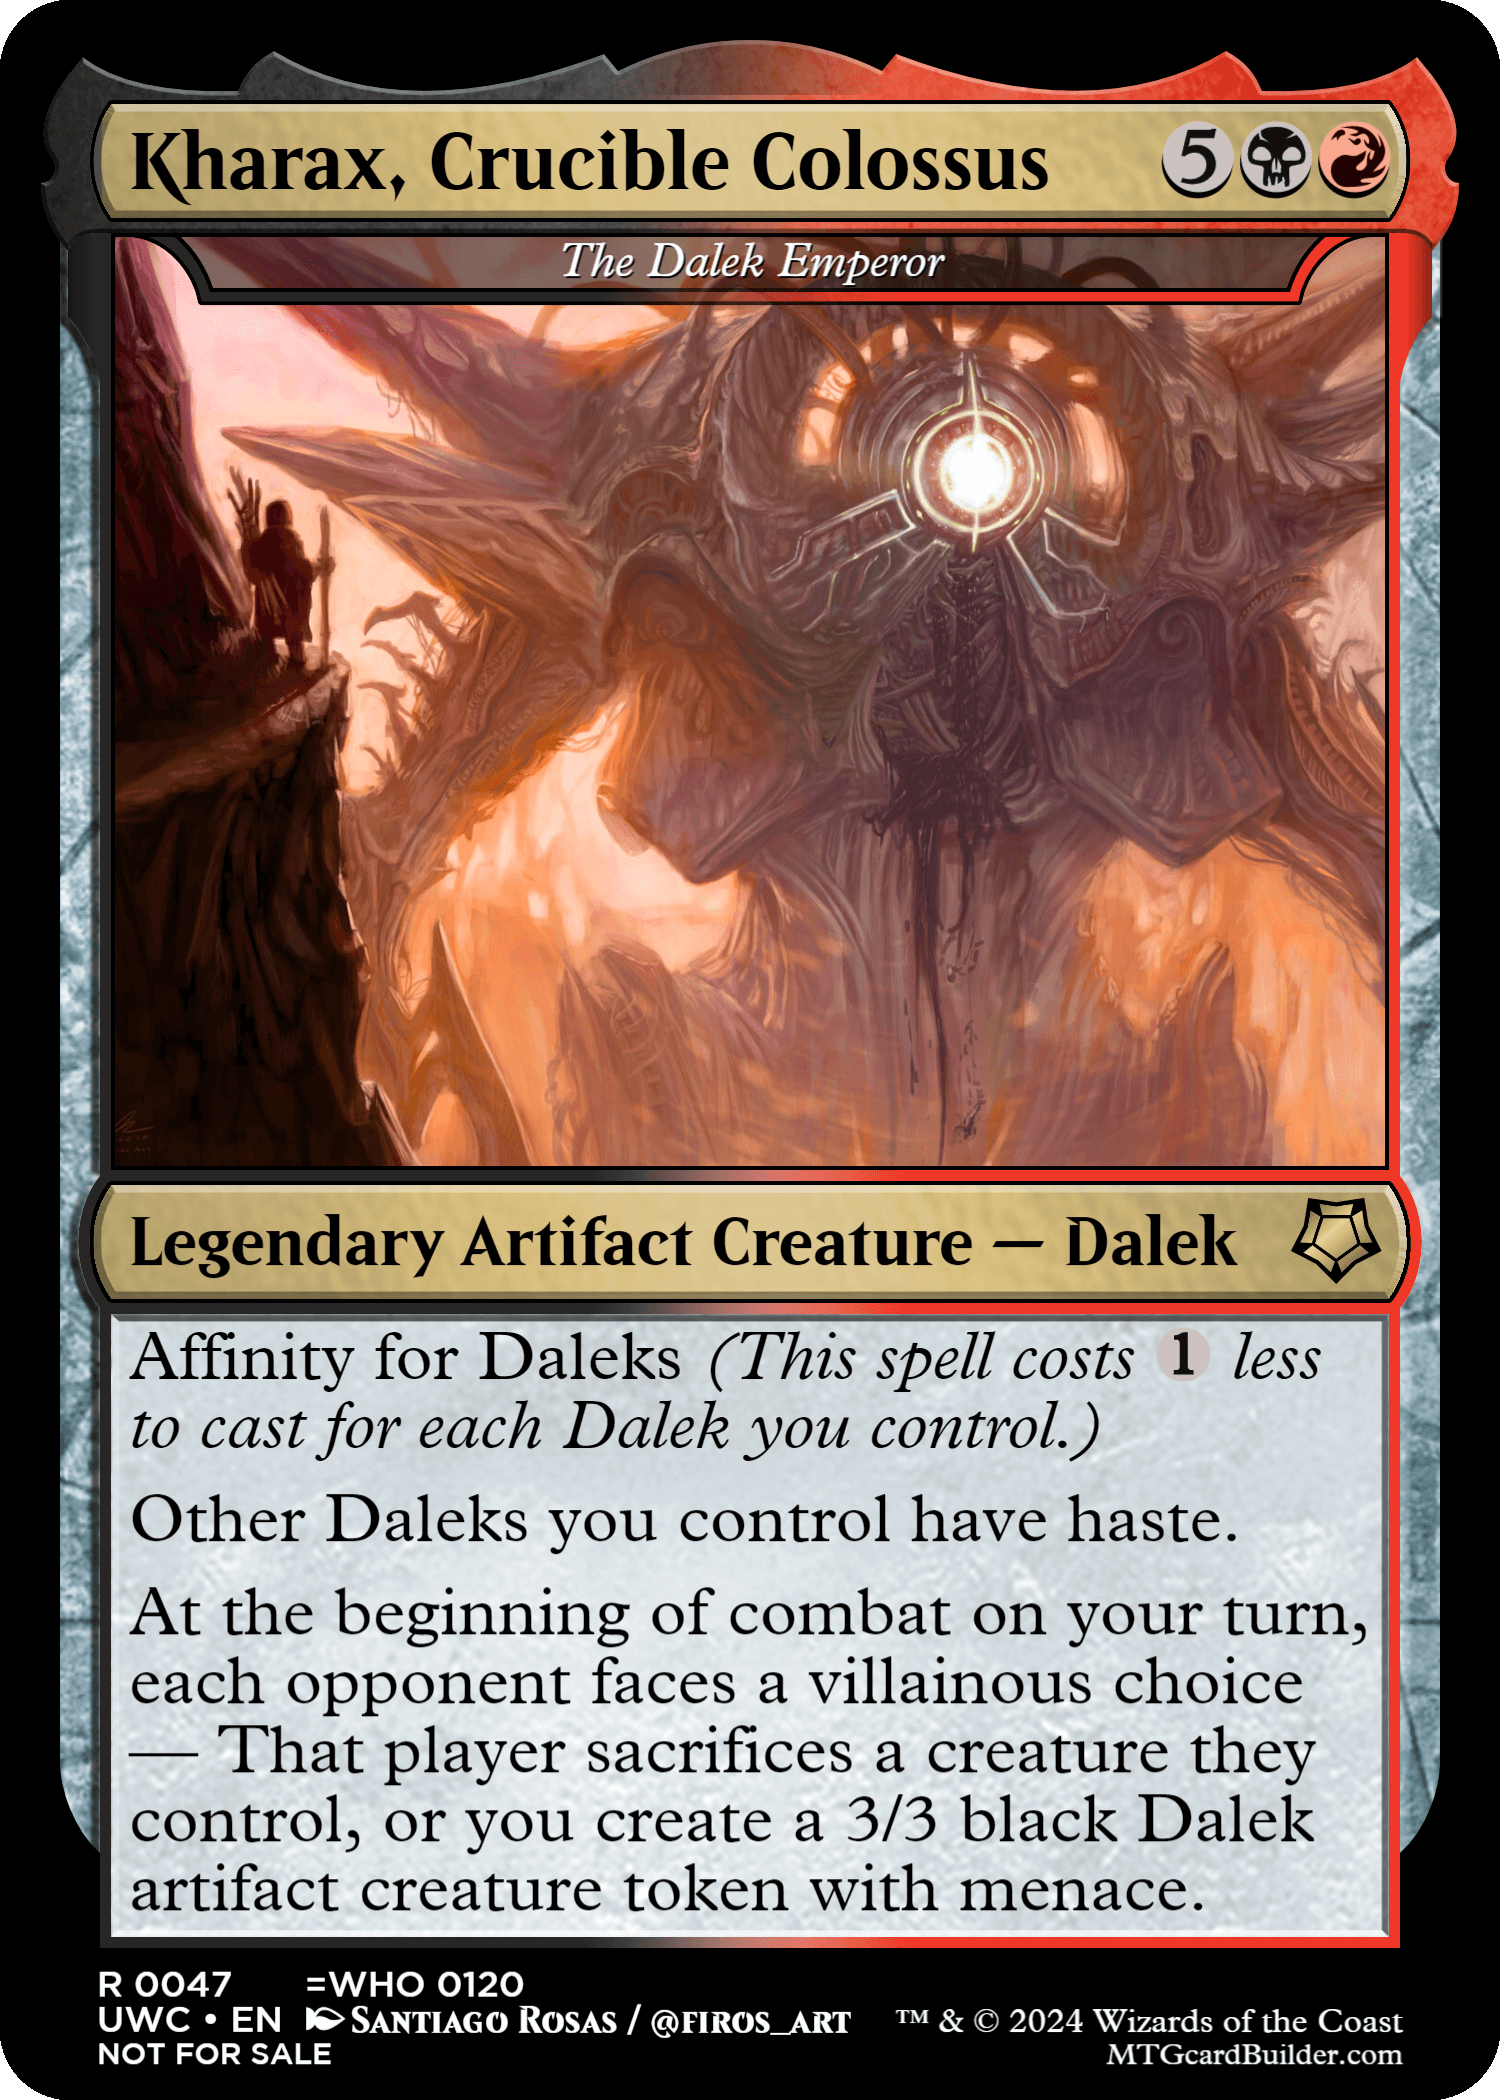 Kharax, Crucible Colossus 5
The Dalek Emperor
Legendary Artifact Creature — Dalek
Affinity for Daleks (This spell costs 1 less
to cast for each Dalek you control.)
Other Daleks you control have haste.
At the beginning of combat on your turn,
each opponent faces a villainous choice
— That player sacrifices a creature they
control, or you create a 3/3 black Dalek
artifact creature token with menace.
R 0047 =WHO 0120
UWC • EN Santiago Rosas / @firos_art ™ & © 2024 Wizards of the Coast
NOT FOR SALE MTGcardBuilder.com